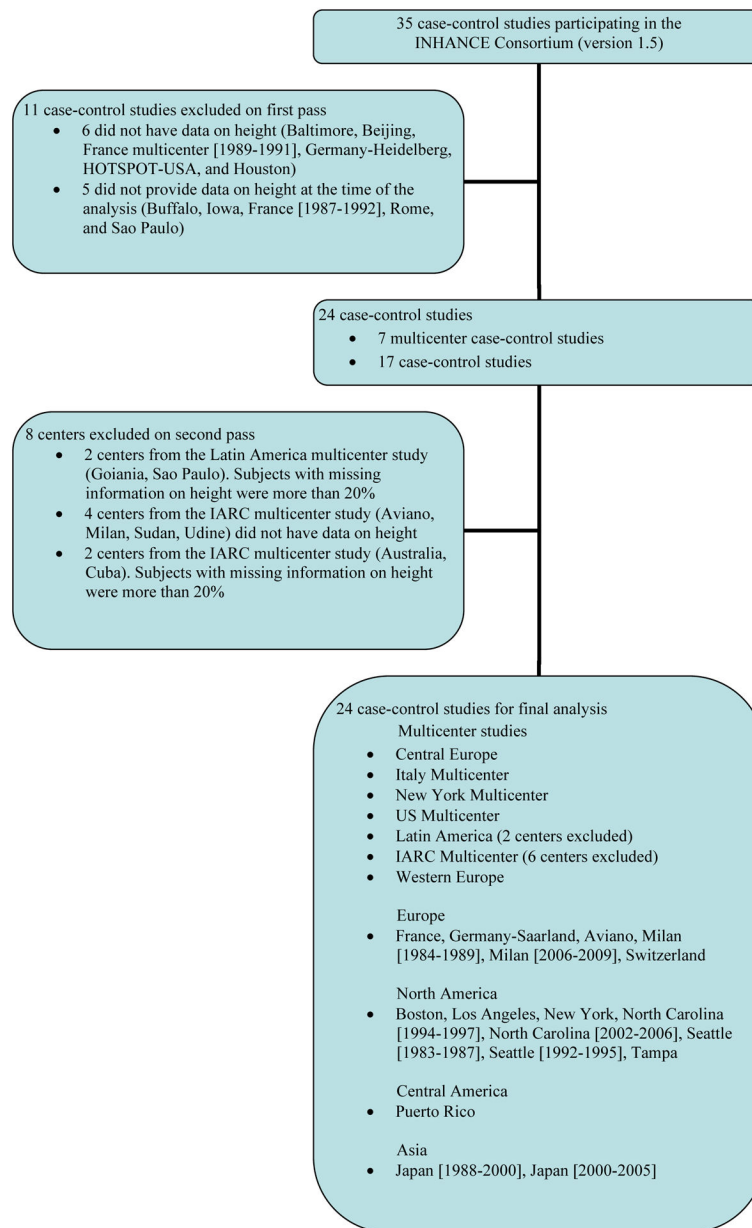 35 case-control studies participating in the
INHANCE Consortium (version 1.5)
11 case-control studies excluded on first pass
• 6 did not have data on height (Baltimore, Beijing,
France multicenter [1989-1991], Germany-Heidelberg,
HOTSPOT-USA, and Houston)
• 5 did not provide data on height at the time of the
analysis (Buffalo, Iowa, France [1987-1992], Rome,
and Sao Paulo)
24 case-control studies
• 7 multicenter case-control studies
• 17 case-control studies
8 centers excluded on second pass
• 2 centers from the Latin America multicenter study
(Goiania, Sao Paulo). Subjects with missing
information on height were more than 20%
• 4 centers from the IARC multicenter study (Aviano,
Milan, Sudan, Udine) did not have data on height
• 2 centers from the IARC multicenter study (Australia,
Cuba). Subjects with missing information on height
were more than 20%
24 case-control studies for final analysis
Multicenter studies
• Central Europe
• Italy Multicenter
• New York Multicenter
• US Multicenter
• Latin America (2 centers excluded)
• IARC Multicenter (6 centers excluded)
• Western Europe
Europe
• France, Germany-Saarland, Aviano, Milan
[1984-1989], Milan [2006-2009], Switzerland
North America
• Boston, Los Angeles, New York, North Carolina
[1994-1997], North Carolina [2002-2006], Seattle
[1983-1987], Seattle [1992-1995], Tampa
Central America
• Puerto Rico
Asia
• Japan [1988-2000], Japan [2000-2005]